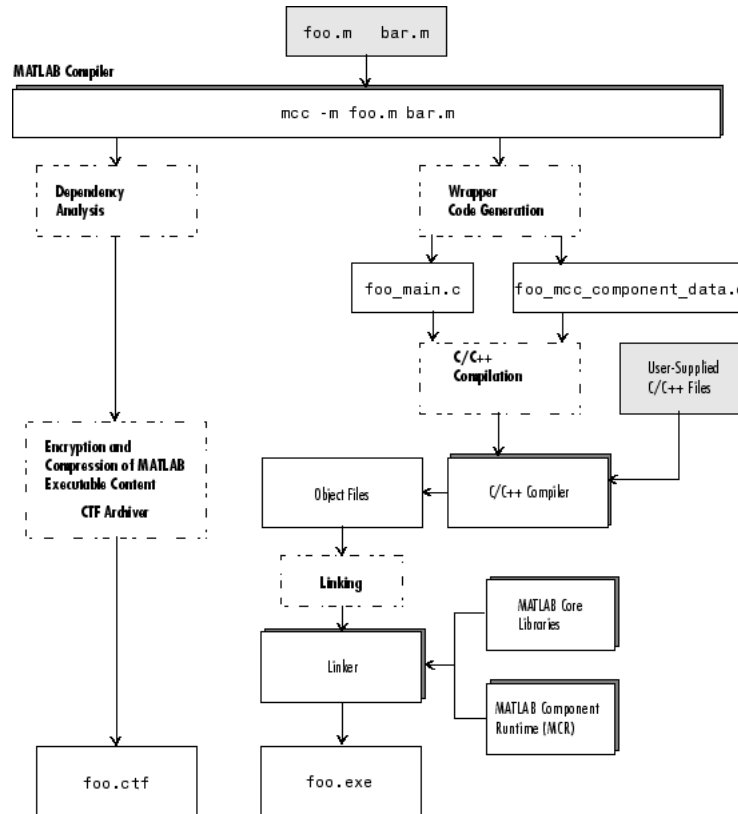 foo.m bar.m
MATLAB Compiler
mcc -m foo.m bar.m
Dependency
Analysis
Wrapper
Code Generation
foo_main.c
foo_mcc_component_data.c
C/C++
Compilation
User-Supplied
C/C++ Files
Encryption and
Compression of MATLAB
Executable Content
CTF Archiver
Object Files
C/C++ Compiler
Linking
MATLAB Core
Libraries
Linker
MATLAB Component
Runtime (MCR)
foo.ctf
foo.exe